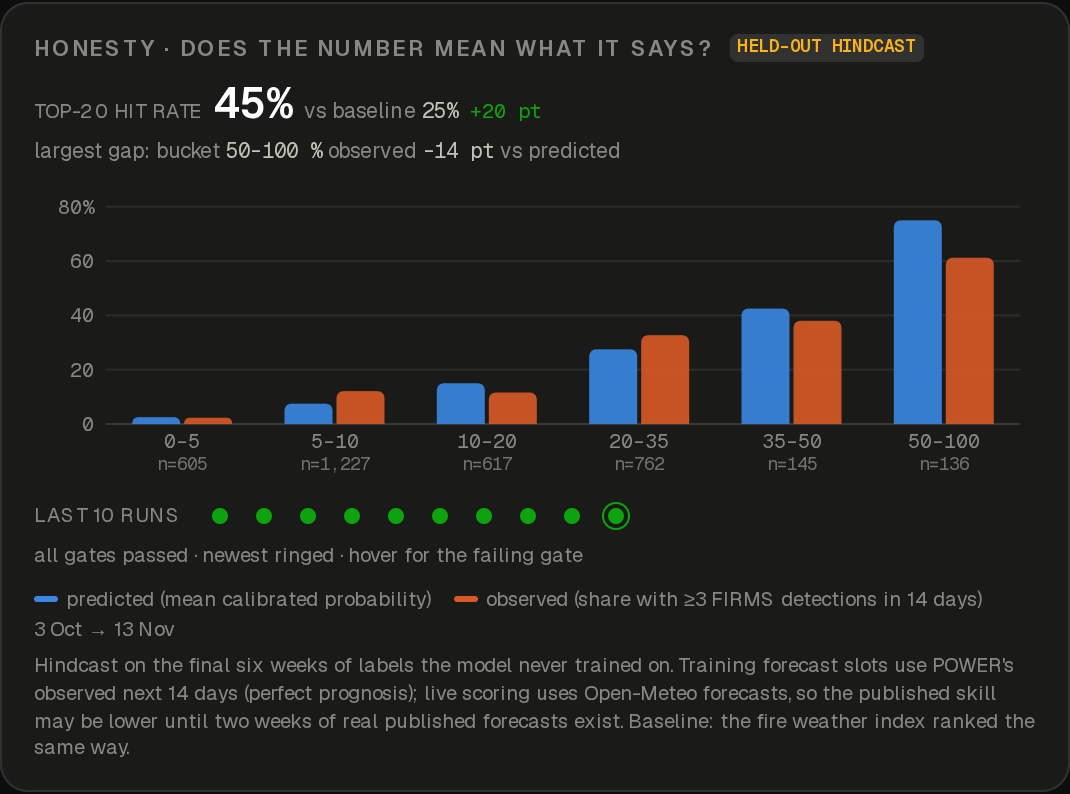 HONESTY · DOES THE NUMBER MEAN WHAT IT SAYS? HELD-OUT HINDCAST
TOP-20 HIT RATE 45% vs baseline 25% +20 pt
largest gap: bucket 50-100 % observed -14 pt vs predicted
80%
60
40
20
0
0-5 5-10 10-20 20-35 35-50 50-100
n=605 n=1,227 n=617 n=762 n=145 n=136
LAST 10 RUNS
all gates passed · newest ringed · hover for the failing gate
predicted (mean calibrated probability) observed (share with ≥3 FIRMS detections in 14 days)
3 Oct → 13 Nov
Hindcast on the final six weeks of labels the model never trained on. Training forecast slots use POWER's
observed next 14 days (perfect prognosis); live scoring uses Open-Meteo forecasts, so the published skill
may be lower until two weeks of real published forecasts exist. Baseline: the fire weather index ranked the
same way.